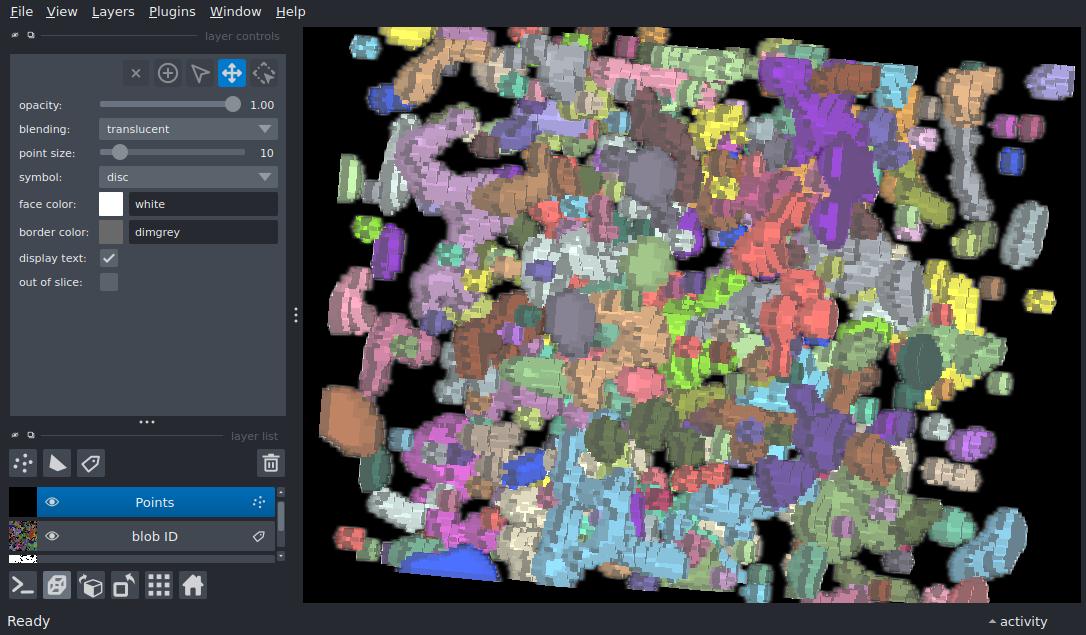 File View Layers Plugins Window Help
layer controls
opacity: 1.00
blending: translucent
point size: 10
symbol: disc
face color: white
border color: dimgrey
display text:
out of slice:
layer list
Points
blob ID
Ready activity